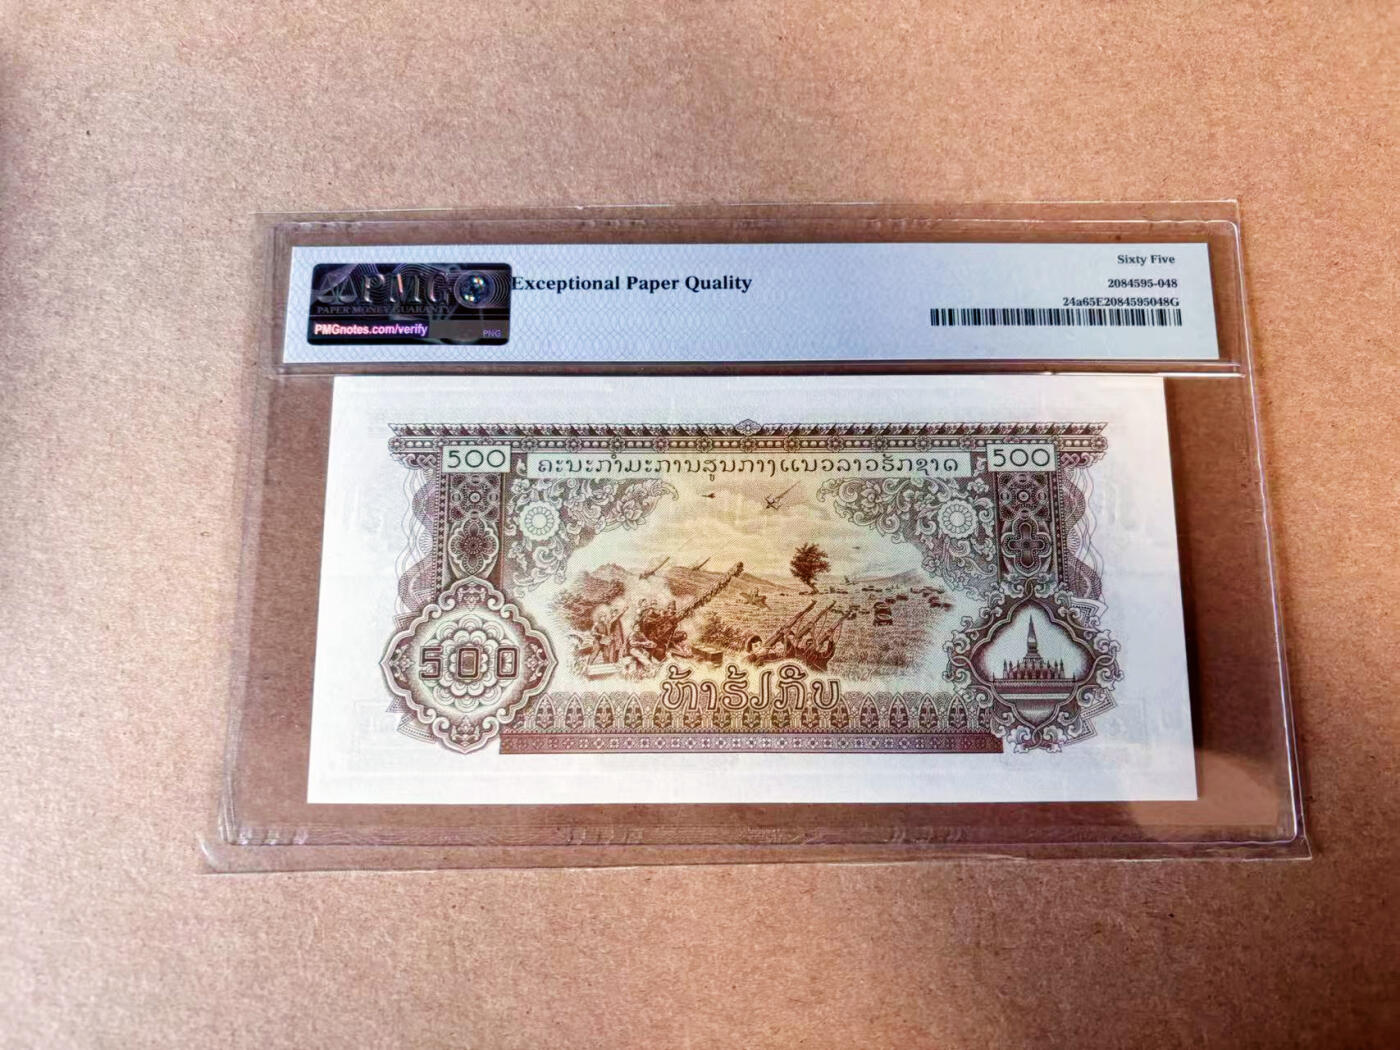 PMG
PAPER MONEY GUARANTY
PMGnotes.com/verify
PNG
Exceptional Paper Quality
Sixty Five
2084595-048
24a65E2084595048G
500
ຄະນະກຳມະການສູນກາງແນວລາວຮັກຊາດ
500
500
ຫ້າຮ້ອຍກີບ